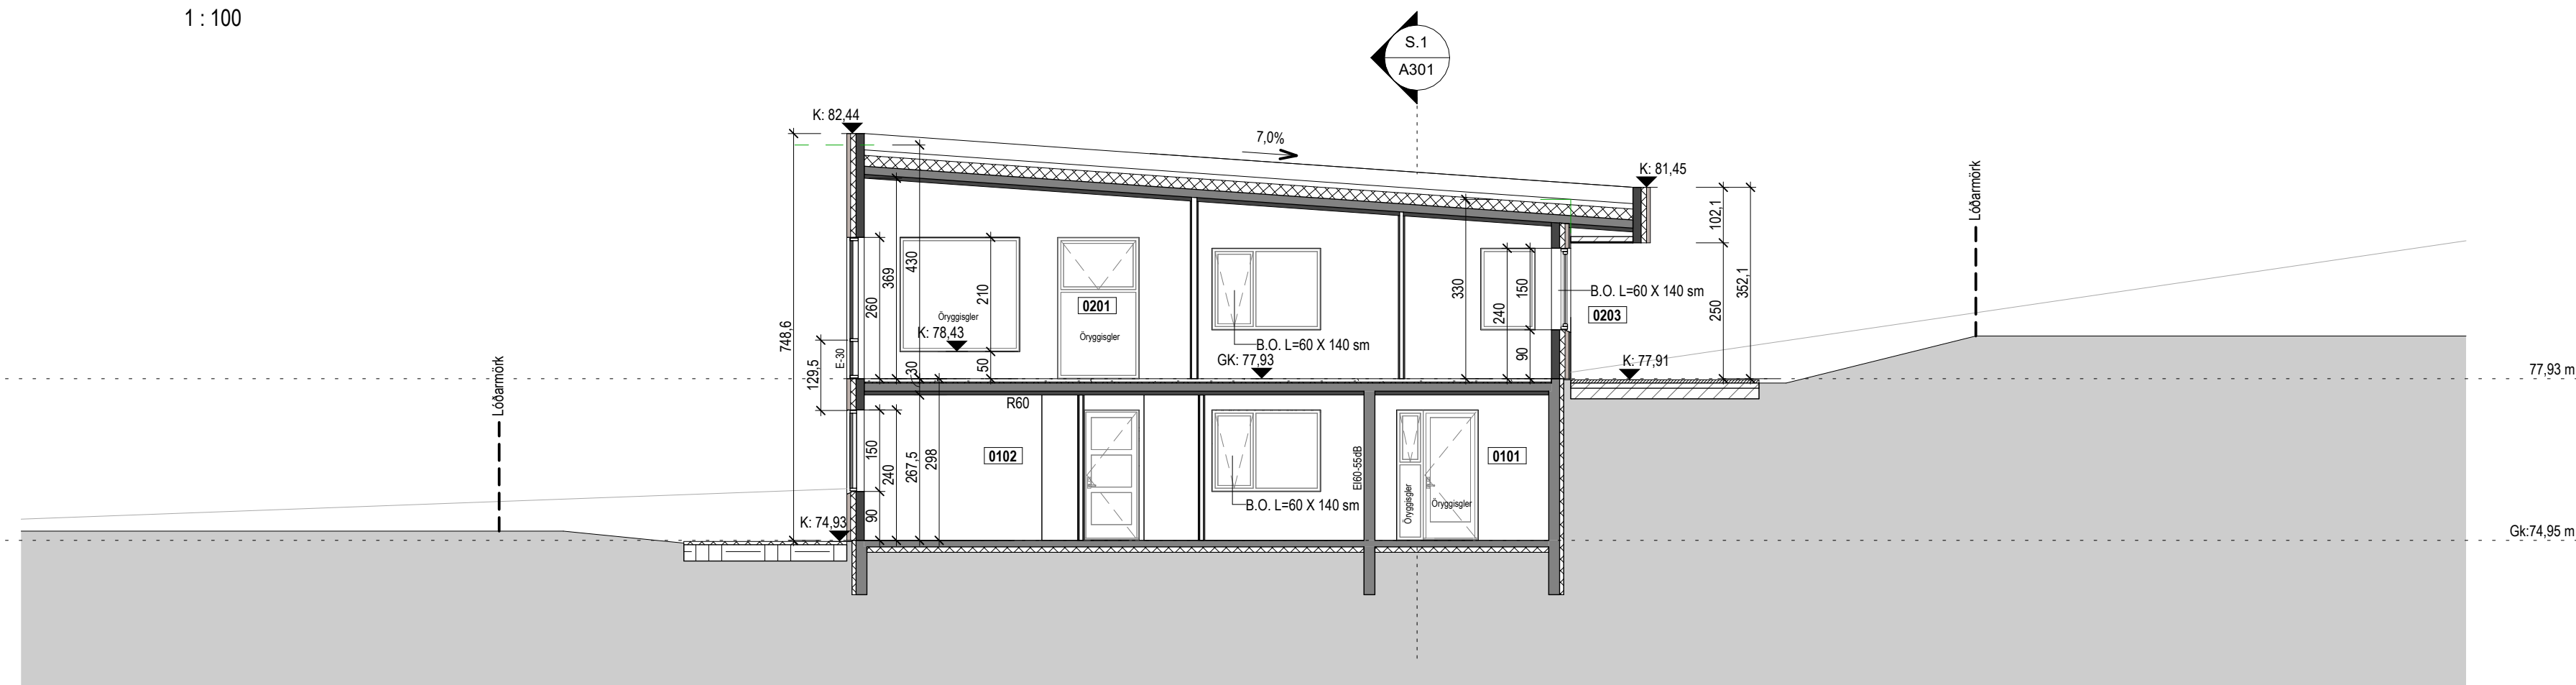 1 : 100
S.1
A301
K: 82,44
7,0%
K: 81,45
Lóðarmörk
102,1
352,1
250
748,6
129,5
E-30
260
369
430
30
210
50
Öryggisgler
K: 78,43
0201
Öryggisgler
B.O. L=60 X 140 sm
GK: 77,93
330
240
150
90
B.O. L=60 X 140 sm
0203
K: 77,91
77,93 m
Lóðarmörk
R60
150
240
267,5
298
90
0102
B.O. L=60 X 140 sm
EI60-55dB
0101
Öryggisgler
Öryggisgler
K: 74,93
Gk:74,95 m